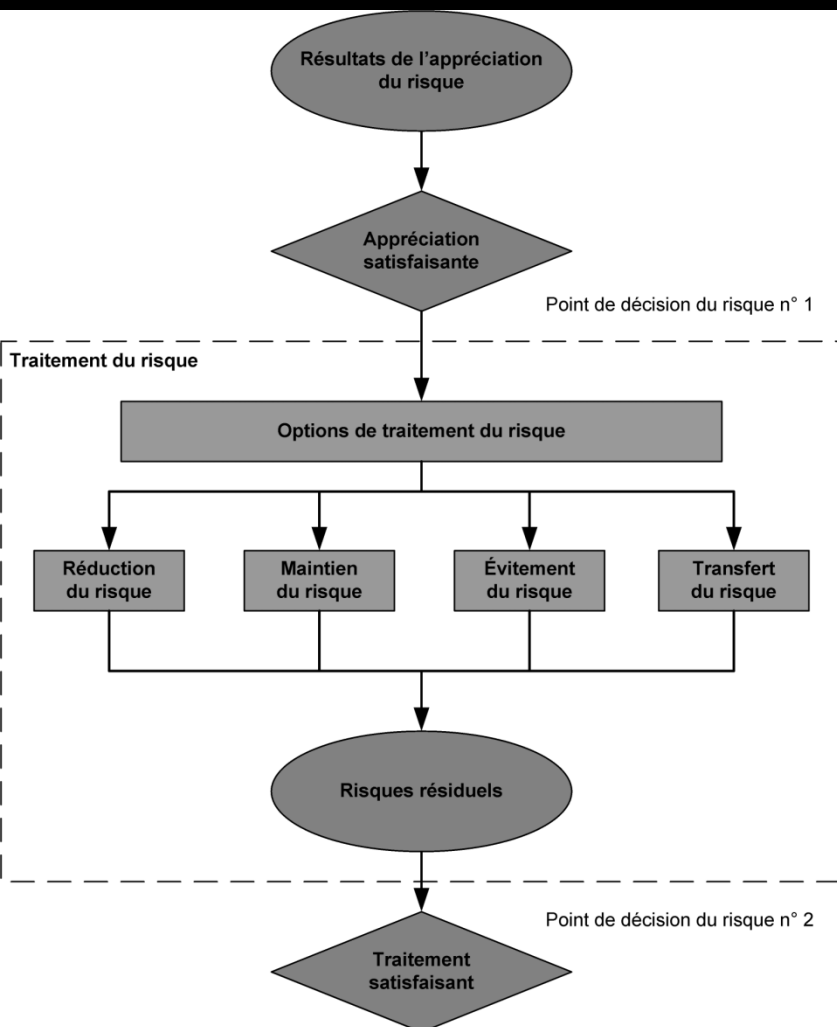 Résultats de l'appréciation
du risque
Appréciation
satisfaisante
Point de décision du risque n° 1
Traitement du risque
Options de traitement du risque
Réduction
du risque
Maintien
du risque
Évitement
du risque
Transfert
du risque
Risques résiduels
Point de décision du risque n° 2
Traitement
satisfaisant